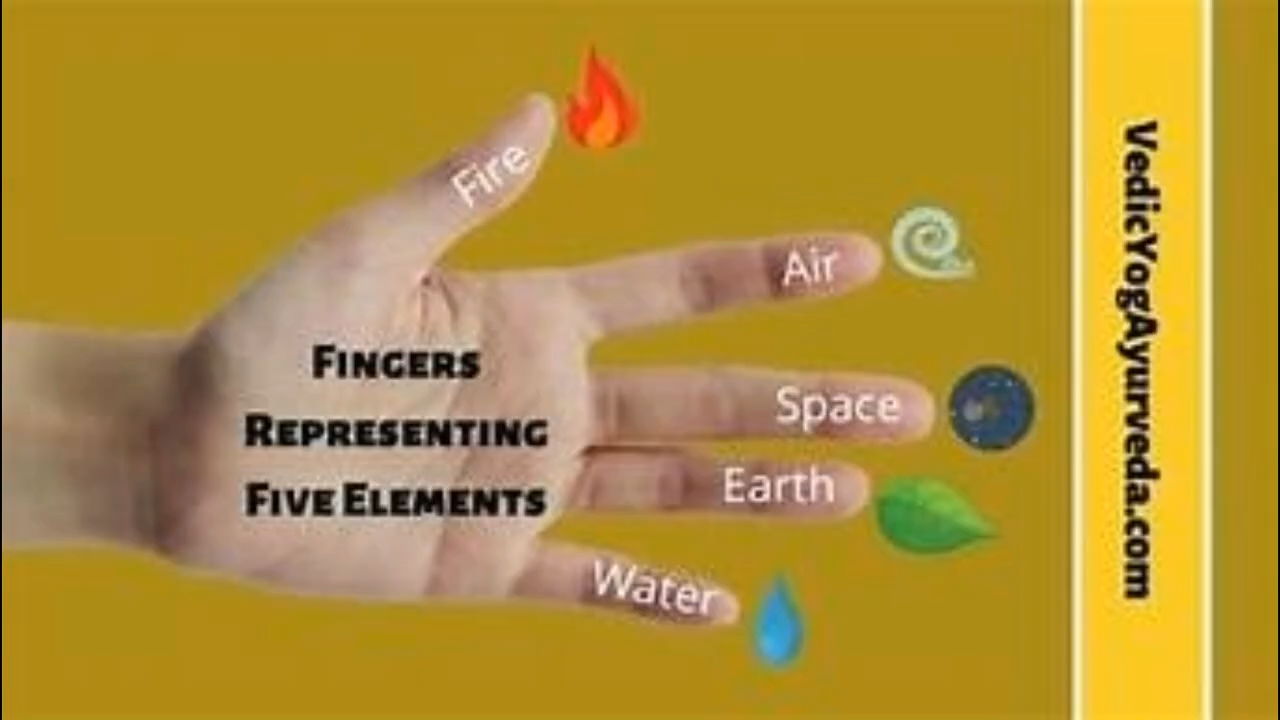 Fire
Air
Space
Earth
Water
Fingers
Representing
Five Elements
VedicYogAyurveda.com